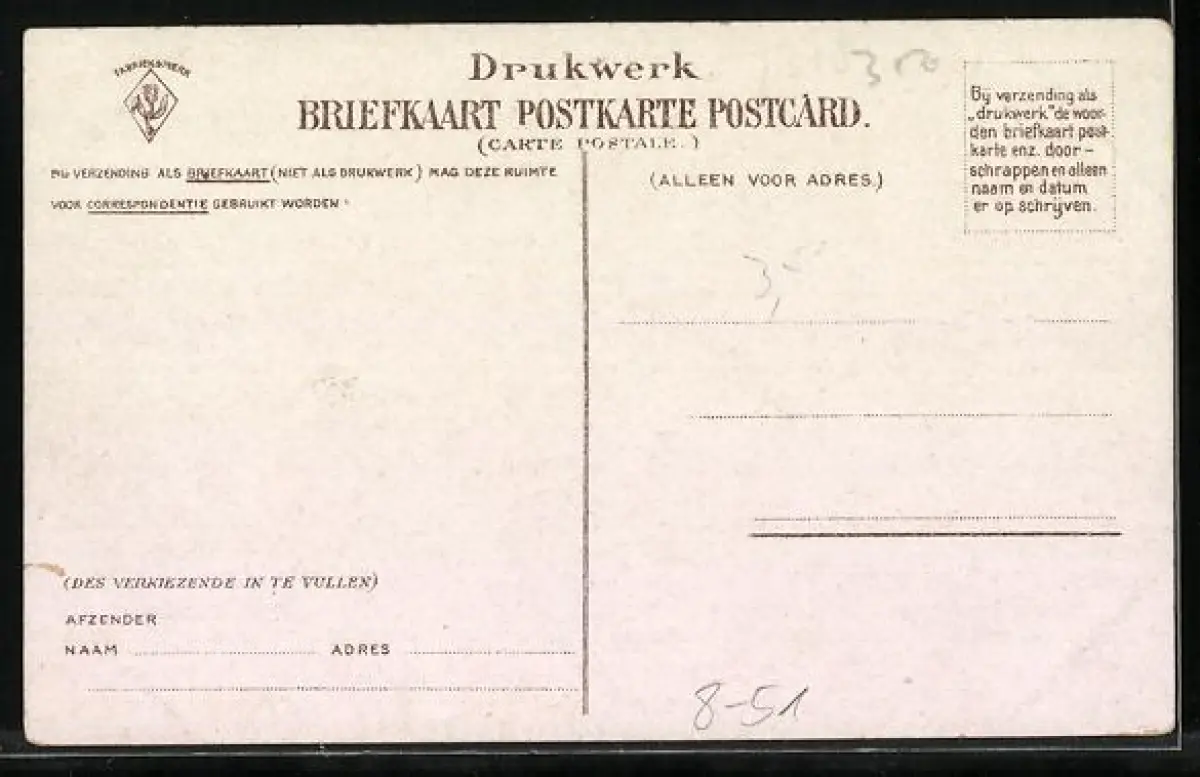 FABRIEKSMERK
Drukwerk
BRIEFKAART POSTKARTE POSTCARD.
(CARTE POSTALE.)
BIJ VERZENDING ALS BRIEFKAART (NIET ALS DRUKWERK) MAG DEZE RUIMTE
VOOR CORRESPONDENTIE GEBRUIKT WORDEN
(ALLEEN VOOR ADRES.)
Bij verzending als
„drukwerk" de woor-
den briefkaart post-
karte enz. door-
schrappen en alleen
naam en datum
er op schrijven.
3,
(DES VERKIEZENDE IN TE VULLEN)
AFZENDER
NAAM ADRES
8-51